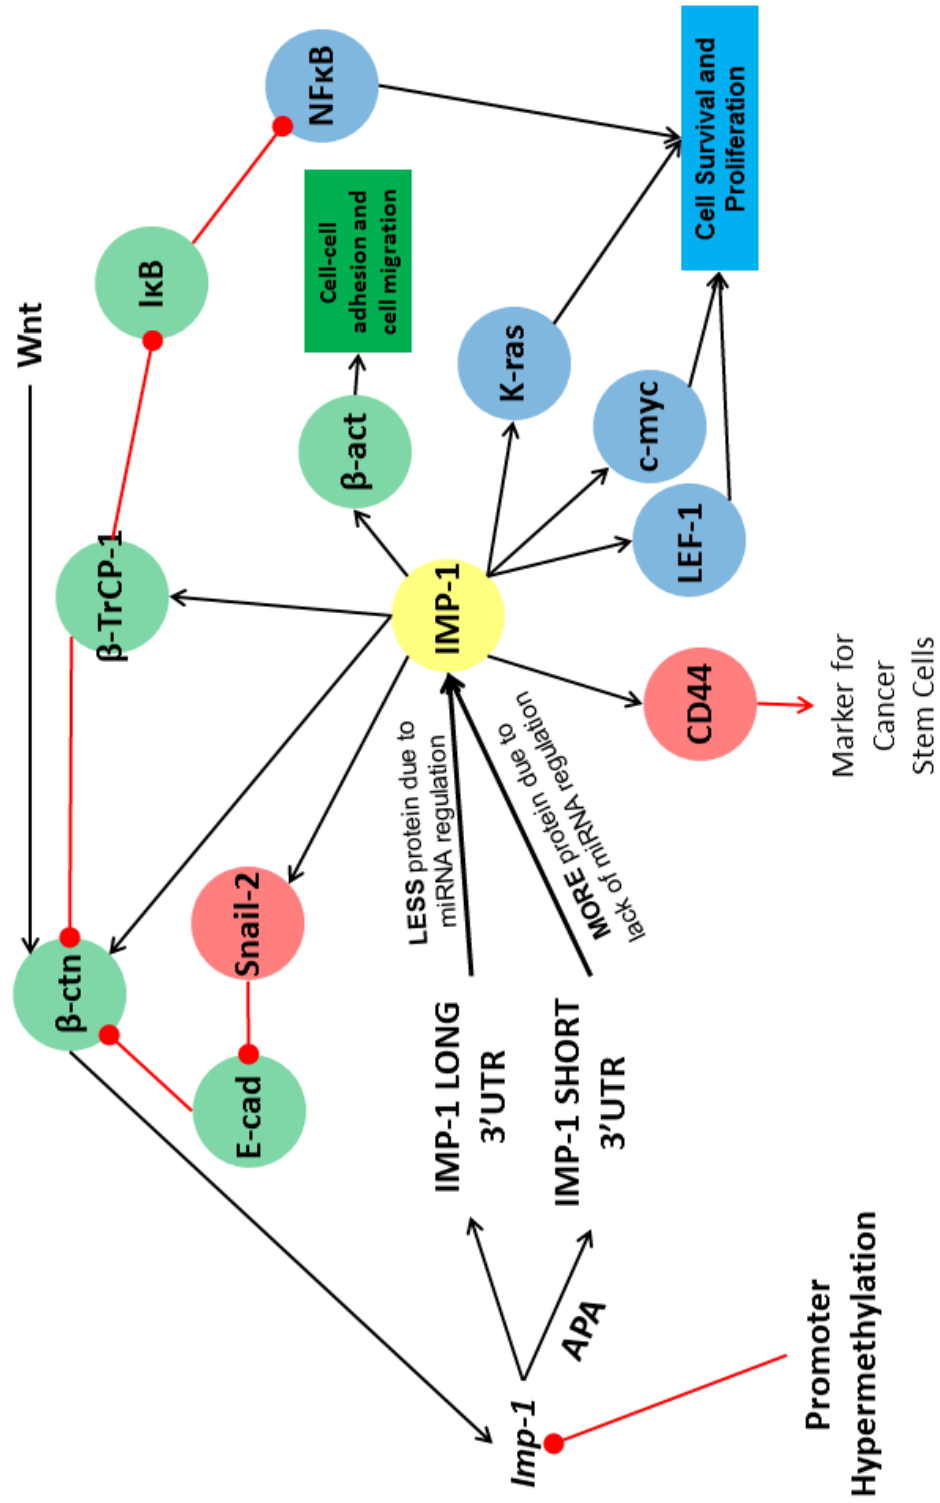 Wnt
β-ctn
β-TrCP-1
IκB
NFκB
E-cad
Snail-2
β-act
Cell-cell
adhesion and
cell migration
Imp-1
APA
IMP-1 LONG
3’UTR
LESS protein due to
miRNA regulation
IMP-1 SHORT
3’UTR
MORE protein due to
lack of miRNA regulation
IMP-1
K-ras
c-myc
LEF-1
CD44
Cell Survival and
Proliferation
Promoter
Hypermethylation
Marker for
Cancer
Stem Cells